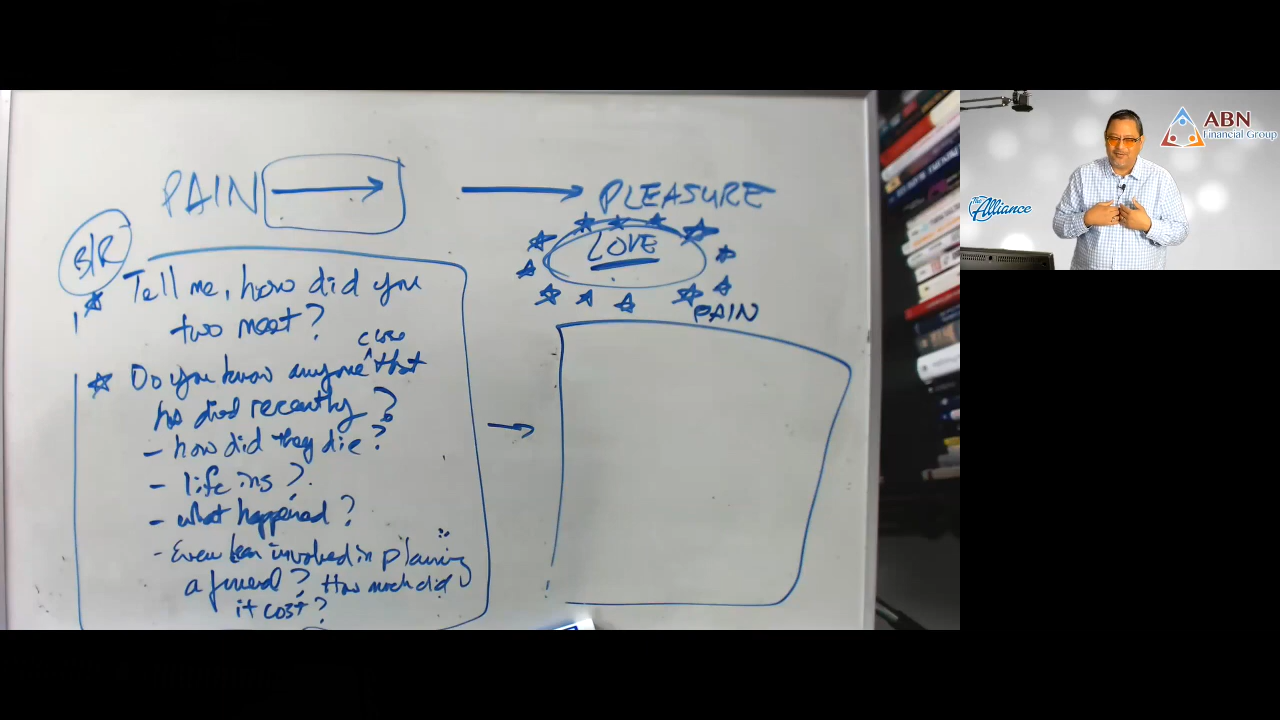 PAIN → → PLEASURE
B/R
LOVE
PAIN
Tell me, how did you
two meet?
close
Do you know anyone ^ that
has died recently?
- how did they die?
- life ins?
- what happened?
- Ever been involved in planning
a funeral? How much did
it cost?
ABN
Financial Group
The Alliance